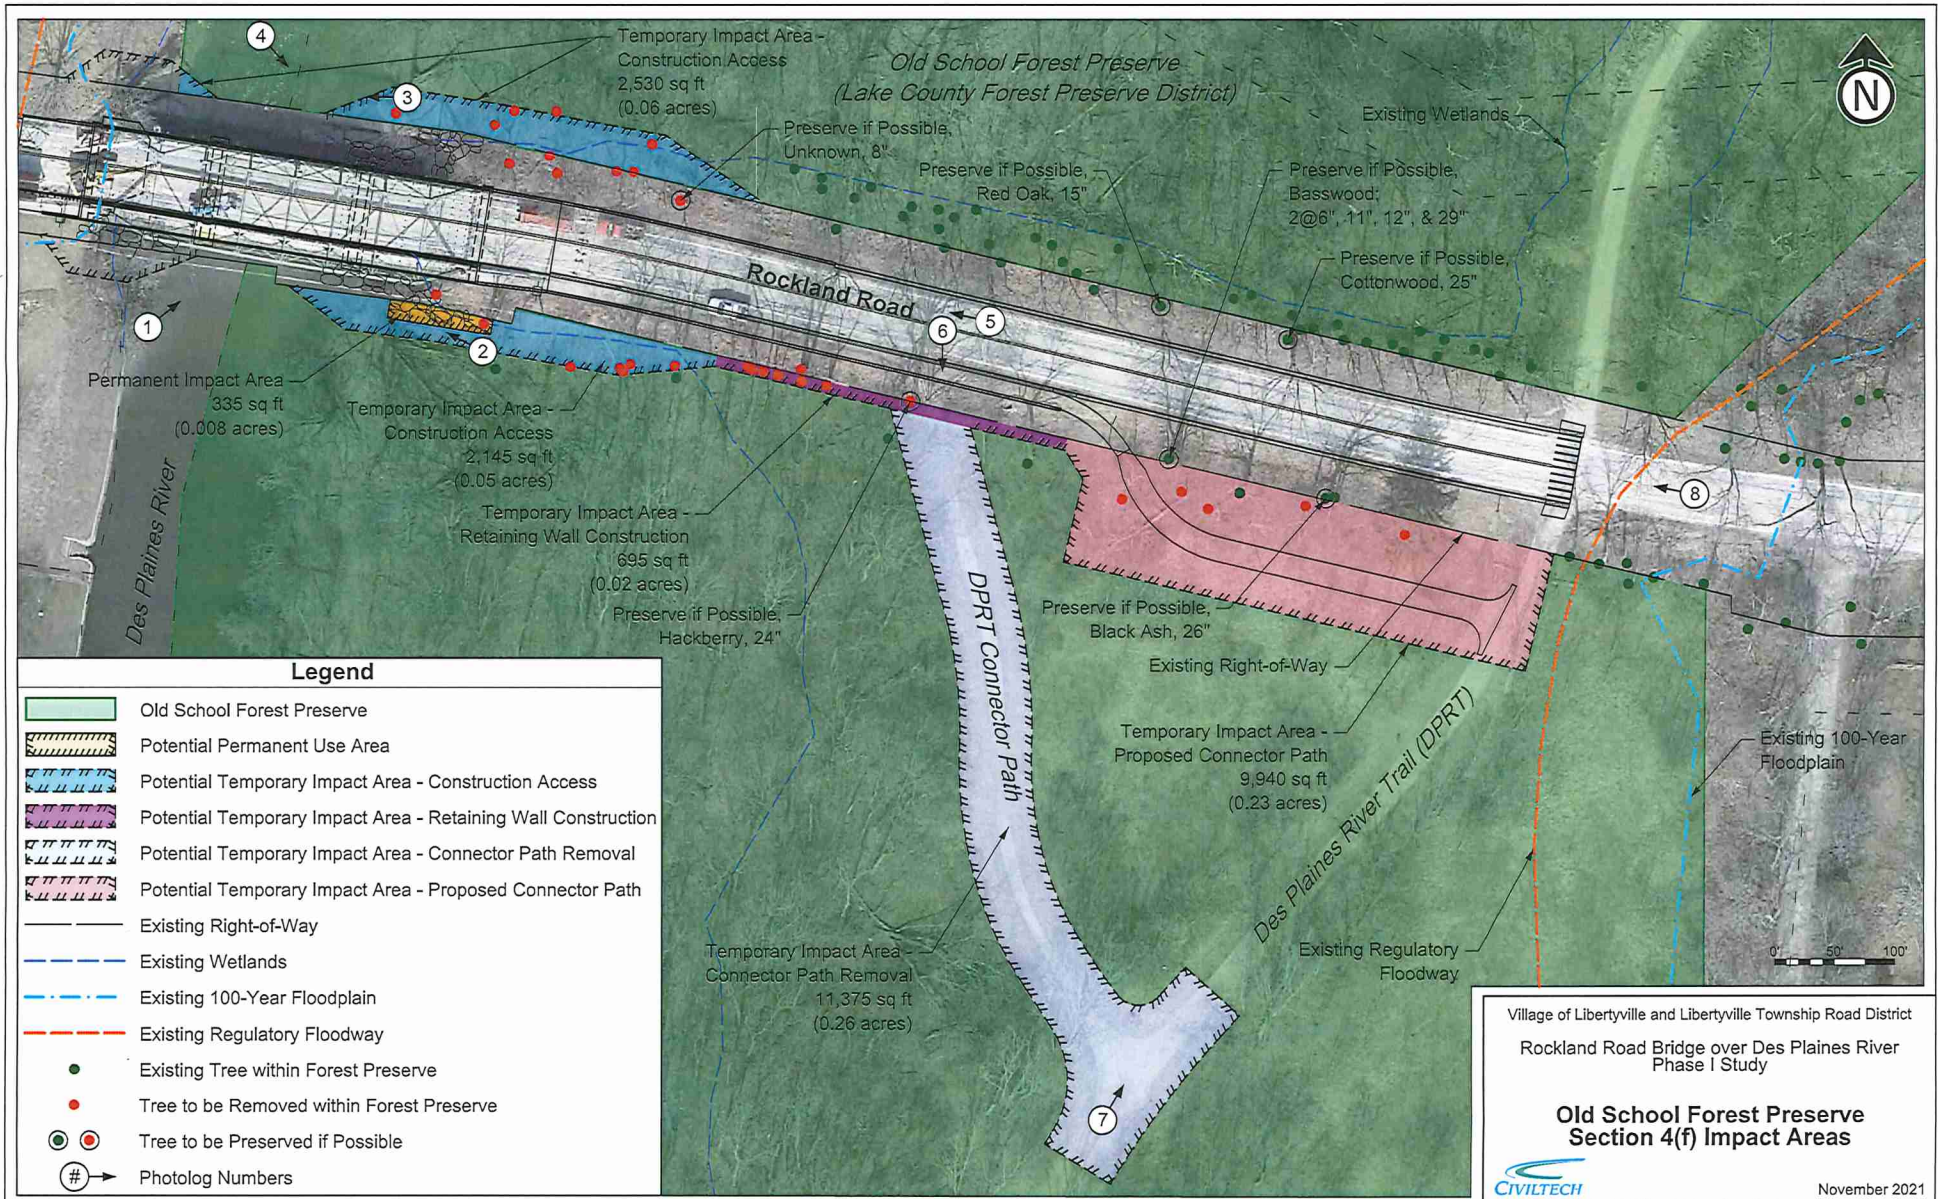 4
Temporary Impact Area -
Construction Access
2,530 sq ft
(0.06 acres)
3
Old School Forest Preserve
(Lake County Forest Preserve District)
Existing Wetlands
N
Preserve if Possible,
Unknown, 8"
Preserve if Possible,
Red Oak, 15"
Preserve if Possible,
Basswood,
2@6", 11", 12", & 29"
Preserve if Possible,
Cottonwood, 25"
Rockland Road
1
2
5
6
8
Permanent Impact Area
335 sq ft
(0.008 acres)
Temporary Impact Area -
Construction Access
2,145 sq ft
(0.05 acres)
Des Plaines River
Temporary Impact Area -
Retaining Wall Construction
695 sq ft
(0.02 acres)
Preserve if Possible,
Hackberry, 24"
DPRT Connector Path
Preserve if Possible,
Black Ash, 26"
Existing Right-of-Way
Temporary Impact Area -
Proposed Connector Path
9,940 sq ft
(0.23 acres)
Des Plaines River Trail (DPRT)
Existing 100-Year
Floodplain
Temporary Impact Area -
Connector Path Removal
11,375 sq ft
(0.26 acres)
Existing Regulatory
Floodway
0' 50' 100'
7
Legend
Old School Forest Preserve
Potential Permanent Use Area
Potential Temporary Impact Area - Construction Access
Potential Temporary Impact Area - Retaining Wall Construction
Potential Temporary Impact Area - Connector Path Removal
Potential Temporary Impact Area - Proposed Connector Path
Existing Right-of-Way
Existing Wetlands
Existing 100-Year Floodplain
Existing Regulatory Floodway
Existing Tree within Forest Preserve
Tree to be Removed within Forest Preserve
Tree to be Preserved if Possible
# Photolog Numbers
Village of Libertyville and Libertyville Township Road District
Rockland Road Bridge over Des Plaines River
Phase I Study
Old School Forest Preserve
Section 4(f) Impact Areas
CIVILTECH
November 2021